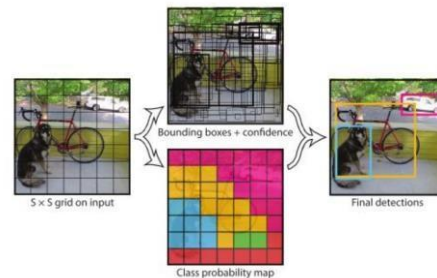 Bounding boxes + confidence
S × S grid on input
Final detections
Class probability map